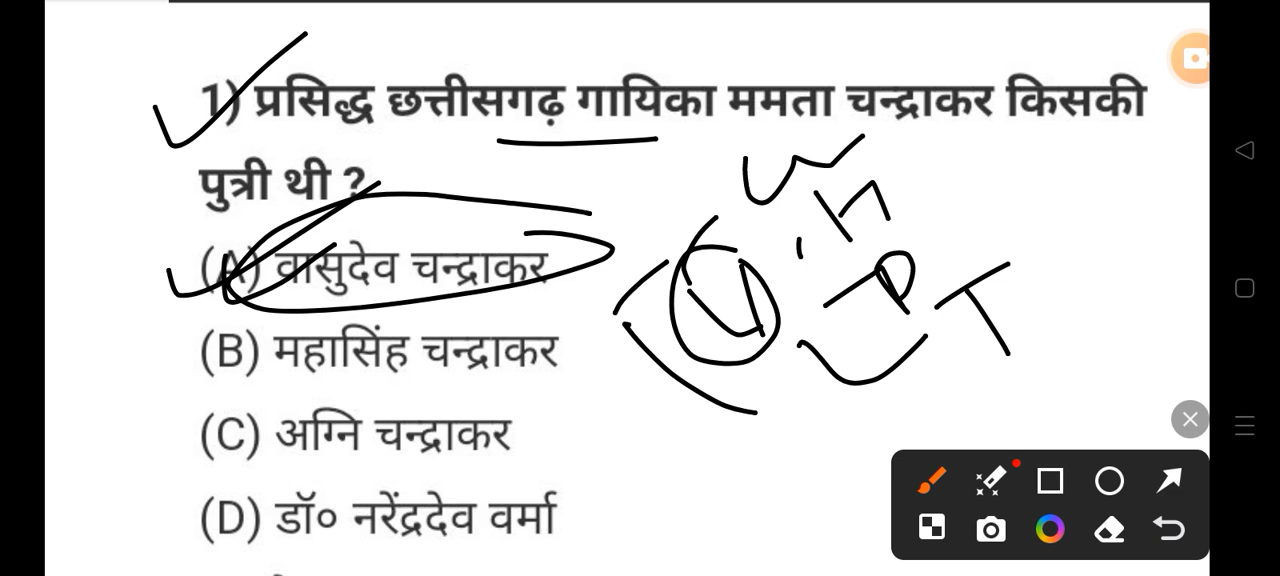 1) प्रसिद्ध छत्तीसगढ़ गायिका ममता चन्द्राकर किसकी
पुत्री थी ?
(A) वासुदेव चन्द्राकर
(B) महासिंह चन्द्राकर
(C) अग्नि चन्द्राकर
(D) डॉ० नरेंद्रदेव वर्मा